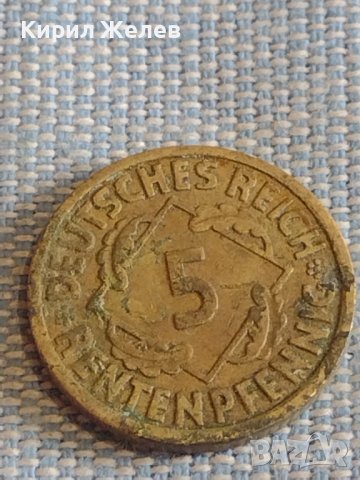 Кирил Желев
DEUTSCHES REICH
5
RENTENPFENNIG
BAZAR